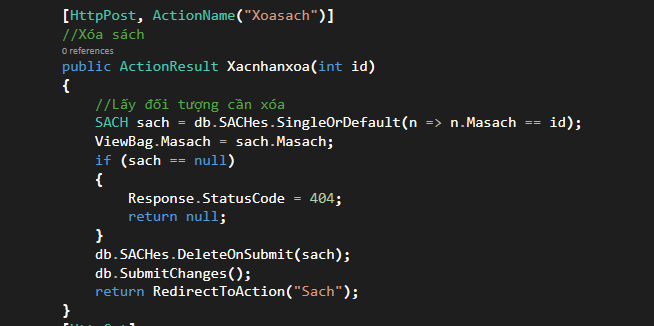 [HttpPost, ActionName("Xoasach")]
//Xóa sách
0 references
public ActionResult Xacnhanxoa(int id)
{
//Lấy đối tượng cần xóa
SACH sach = db.SACHes.SingleOrDefault(n => n.Masach == id);
ViewBag.Masach = sach.Masach;
if (sach == null)
{
Response.StatusCode = 404;
return null;
}
db.SACHes.DeleteOnSubmit(sach);
db.SubmitChanges();
return RedirectToAction("Sach");
}